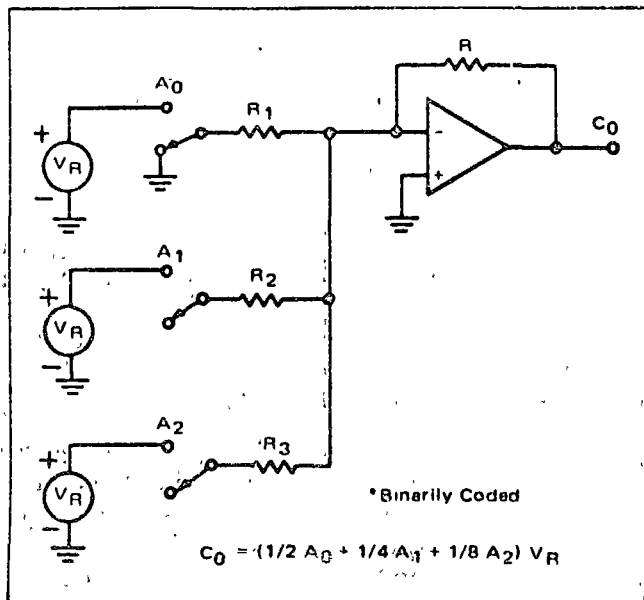 R
A0
R1
C0
+
VR
−
-
+
A1
R2
+
VR
−
A2
R3
+
VR
−
*Binarily Coded
C0 = (1/2 A0 + 1/4 A1 + 1/8 A2) VR